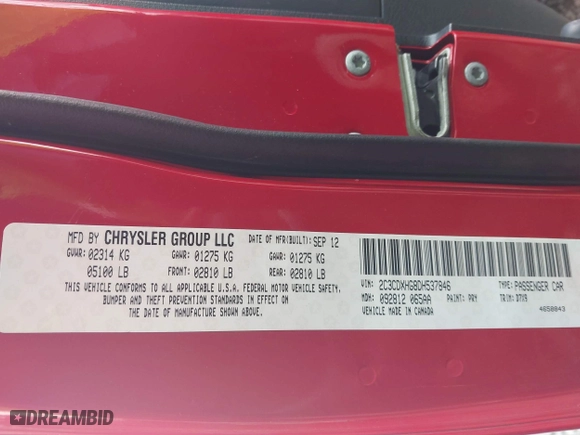 MFD BY CHRYSLER GROUP LLC DATE OF MFR(BUILT): SEP 12
GVWR: 02314 KG GAWR: 01275 KG GAWR: 01275 KG
05100 LB FRONT: 02810 LB REAR: 02810 LB
THIS VEHICLE CONFORMS TO ALL APPLICABLE U.S.A. FEDERAL MOTOR VEHICLE SAFETY,
BUMPER AND THEFT PREVENTION STANDARDS IN EFFECT ON
THE DATE OF MANUFACTURE SHOWN ABOVE.
VIN: 2C3CDXHG8DH537846 TYPE: PASSENGER CAR
MDH: 092812 065AA PAINT: PRY TRIM: D7X9
VEHICLE MADE IN CANADA 4850843
DREAMBID